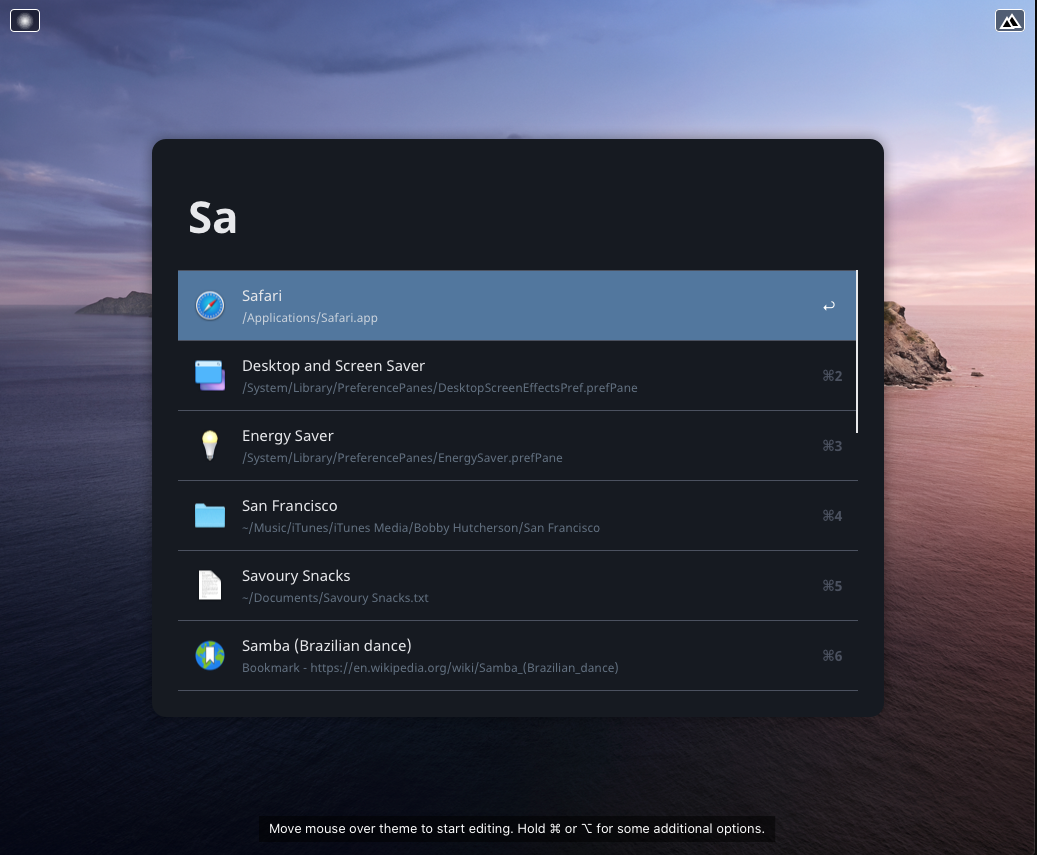 Sa
Safari
/Applications/Safari.app
↩
Desktop and Screen Saver
/System/Library/PreferencePanes/DesktopScreenEffectsPref.prefPane
⌘2
Energy Saver
/System/Library/PreferencePanes/EnergySaver.prefPane
⌘3
San Francisco
~/Music/iTunes/iTunes Media/Bobby Hutcherson/San Francisco
⌘4
Savoury Snacks
~/Documents/Savoury Snacks.txt
⌘5
Samba (Brazilian dance)
Bookmark - https://en.wikipedia.org/wiki/Samba_(Brazilian_dance)
⌘6
Move mouse over theme to start editing. Hold ⌘ or ⌥ for some additional options.